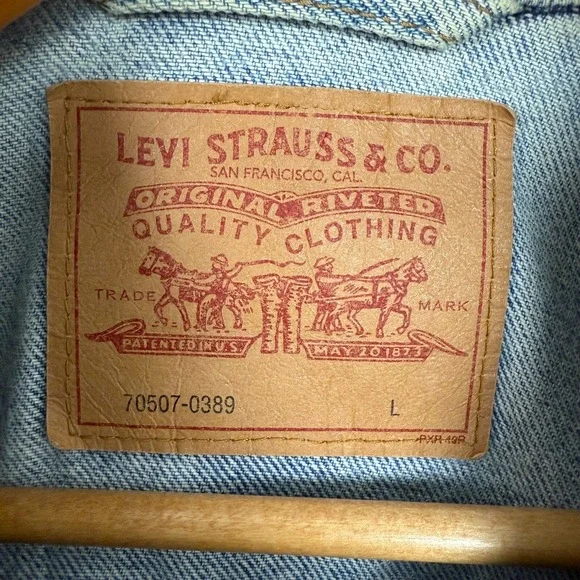 LEVI STRAUSS & CO.
SAN FRANCISCO, CAL.
ORIGINAL RIVETED
QUALITY CLOTHING
TRADE MARK
PATENTED IN U.S. MAY 20 1873
70507-0389 L